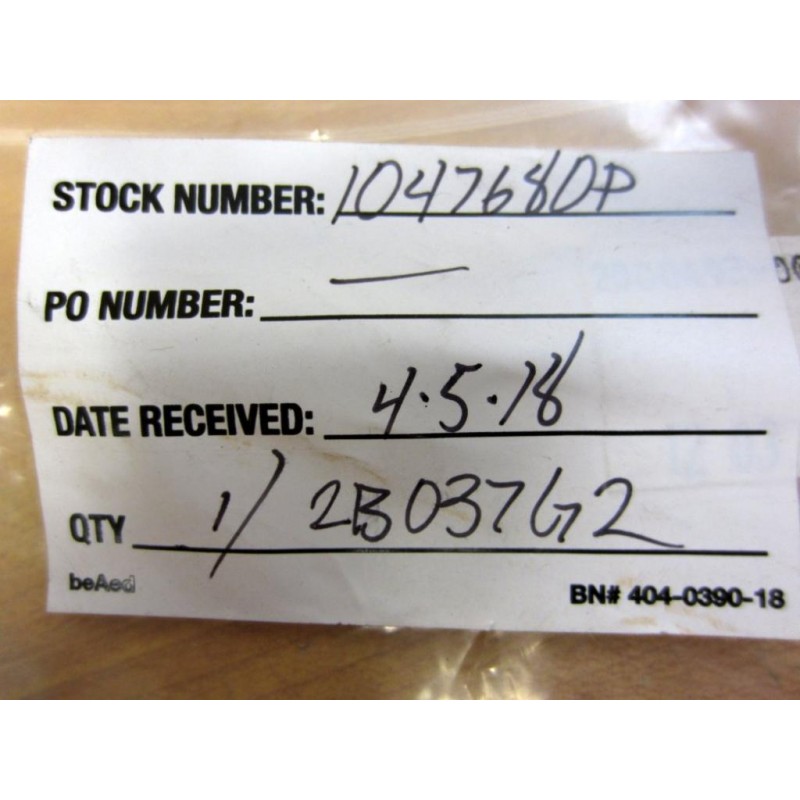 STOCK NUMBER: 1047680P
PO NUMBER: —
DATE RECEIVED: 4·5·18
QTY 1/ 2B037G2
beAed
BN# 404-0390-18